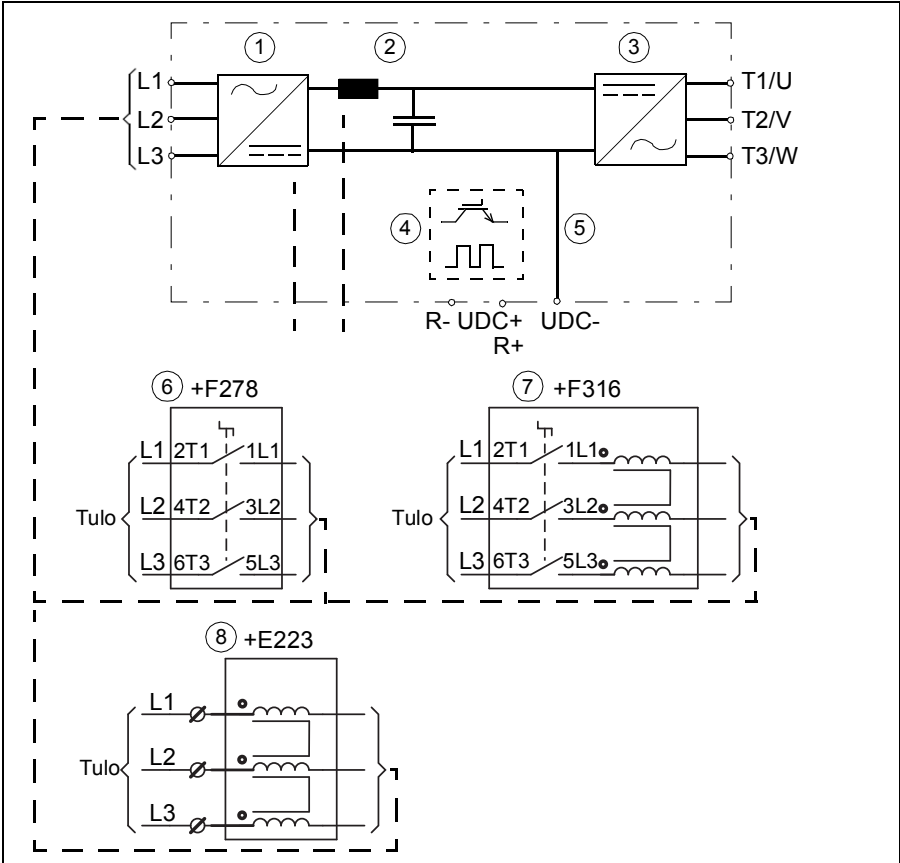 1 2 3
L1 T1/U
L2 T2/V
L3 T3/W
4 5
R- UDC+ UDC-
R+
6 +F278
7 +F316
L1 2T1 1L1
L2 4T2 3L2
Tulo
L3 6T3 5L3
L1 2T1 1L1
L2 4T2 3L2
Tulo
L3 6T3 5L3
8 +E223
L1
L2
Tulo
L3